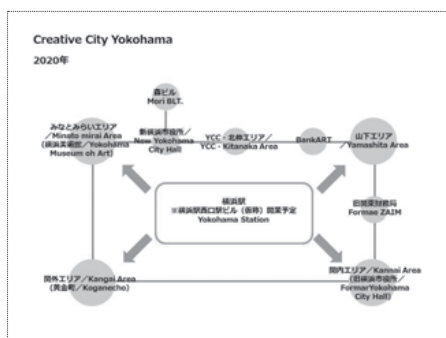 Creative City Yokohama
2020年
森ビル
Mori BLT.
みなとみらいエリア
／Minato mirai Area
(横浜美術館／Yokohama
Museum oh Art)
新横浜市役所／
New Yokohama
City Hall
YCC・北仲エリア／
YCC・Kitanaka Area
BankART
山下エリア
／Yamashita Area
横浜駅
※横浜駅西口駅ビル（仮称）開業予定
Yokohama Station
旧関東財務局
Formae ZAIM
関外エリア／Kangai Area
(黄金町／Koganecho)
関内エリア／Kannai Area
(旧横浜市役所／
FormarYokohama
City Hall)